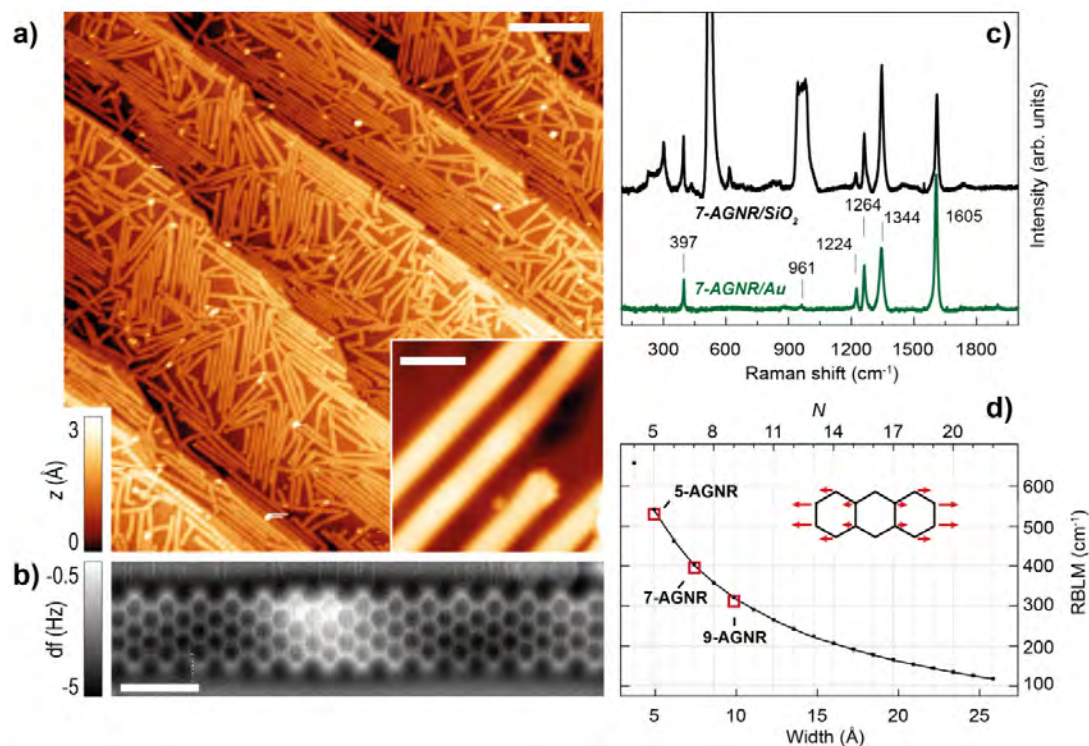 a)
3
z (Å)
0
b)
-0.5
df (Hz)
-5
c)
7-AGNR/SiO₂
397
961
1224
1264
1344
1605
7-AGNR/Au
Intensity (arb. units)
300 600 900 1200 1500 1800
Raman shift (cm⁻¹)
d)
N
5 8 11 14 17 20
5-AGNR
7-AGNR
9-AGNR
600
500
400
300
200
100
RBLM (cm⁻¹)
5 10 15 20 25
Width (Å)